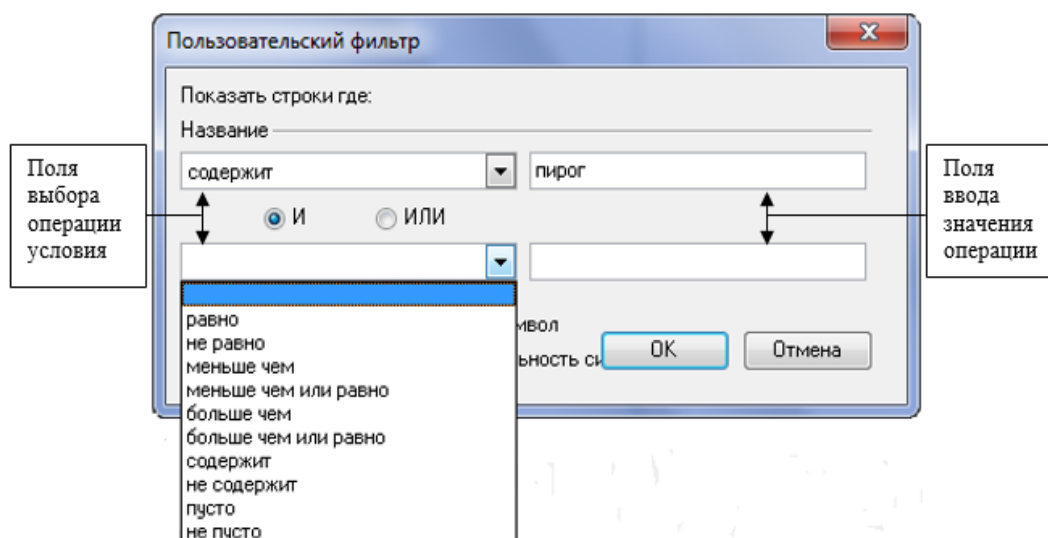 Пользовательский фильтр
Показать строки где:
Название
содержит
пирог
И
ИЛИ
равно
не равно
меньше чем
меньше чем или равно
больше чем
больше чем или равно
содержит
не содержит
пусто
не пусто
OK
Отмена
Поля
выбора
операции
условия
Поля
ввода
значения
операции